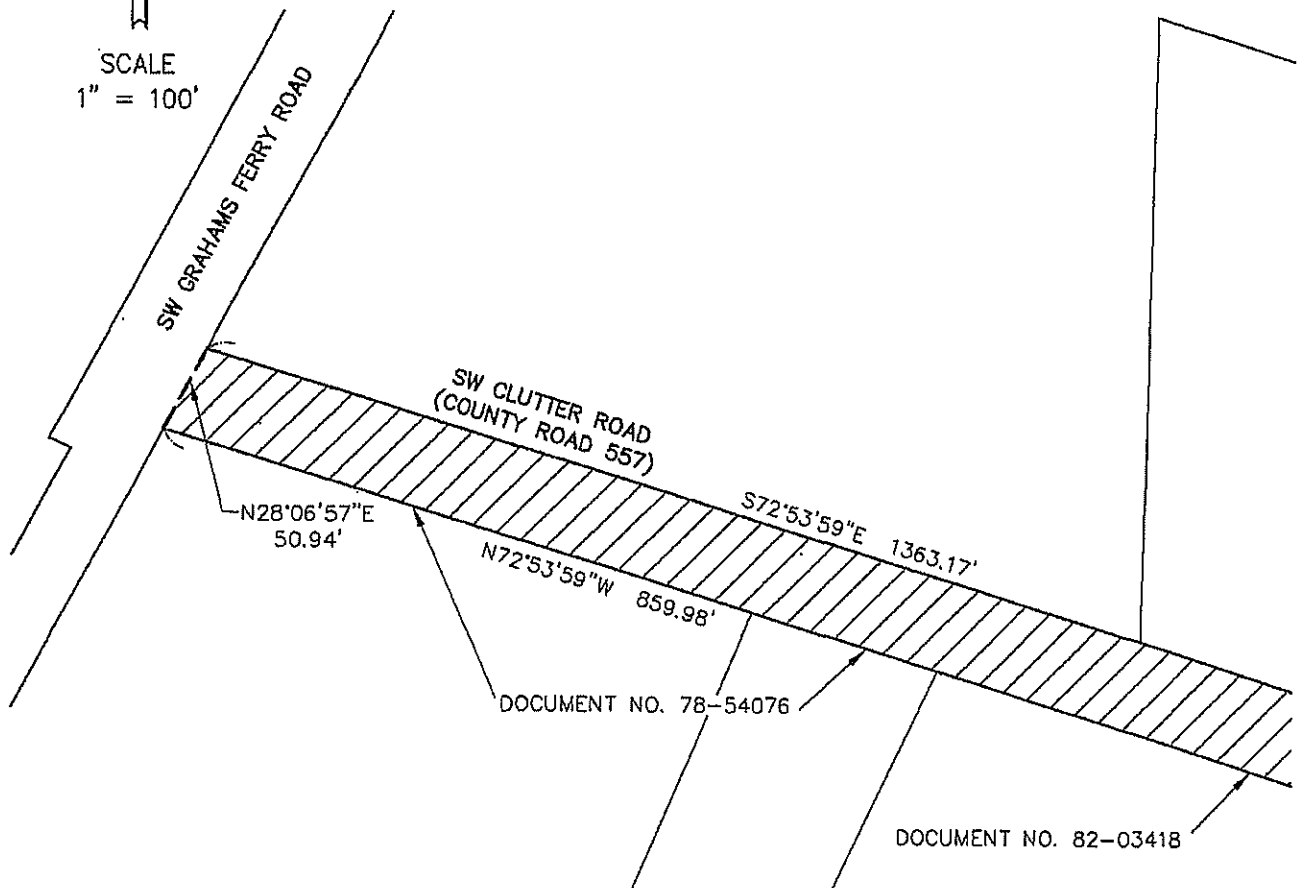 SCALE
1" = 100'
SW GRAHAMS FERRY ROAD
SW CLUTTER ROAD
(COUNTY ROAD 557)
S72°53'59"E 1363.17'
N28°06'57"E
50.94'
N72°53'59"W 859.98'
DOCUMENT NO. 78-54076
DOCUMENT NO. 82-03418